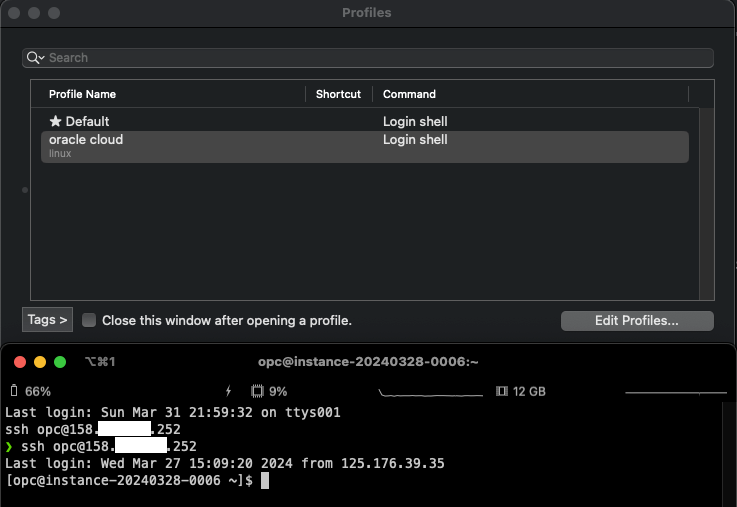 Profiles
Search
Profile Name Shortcut Command
★ Default Login shell
oracle cloud Login shell
linux
Tags >
Close this window after opening a profile.
Edit Profiles...
⌥⌘1 opc@instance-20240328-0006:~
66% 9% 12 GB
Last login: Sun Mar 31 21:59:32 on ttys001
ssh opc@158. .252
❯ ssh opc@158. .252
Last login: Wed Mar 27 15:09:20 2024 from 125.176.39.35
[opc@instance-20240328-0006 ~]$